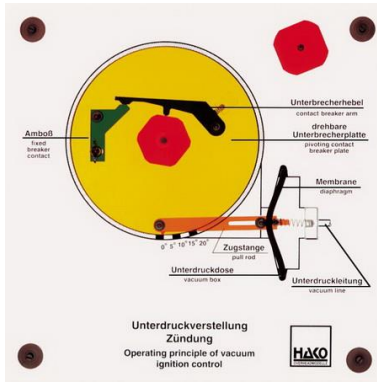 Unterbrecherhebel
contact breaker arm
drehbare
Unterbrecherplatte
pivoting contact
breaker plate
Amboß
fixed
breaker
contact
Membrane
diaphragm
0° 5° 10° 15° 20°
Zugstange
pull rod
Unterdruckdose
vacuum box
Unterdruckleitung
vacuum line
Unterdruckverstellung
Zündung
Operating principle of vacuum
ignition control
HAKO